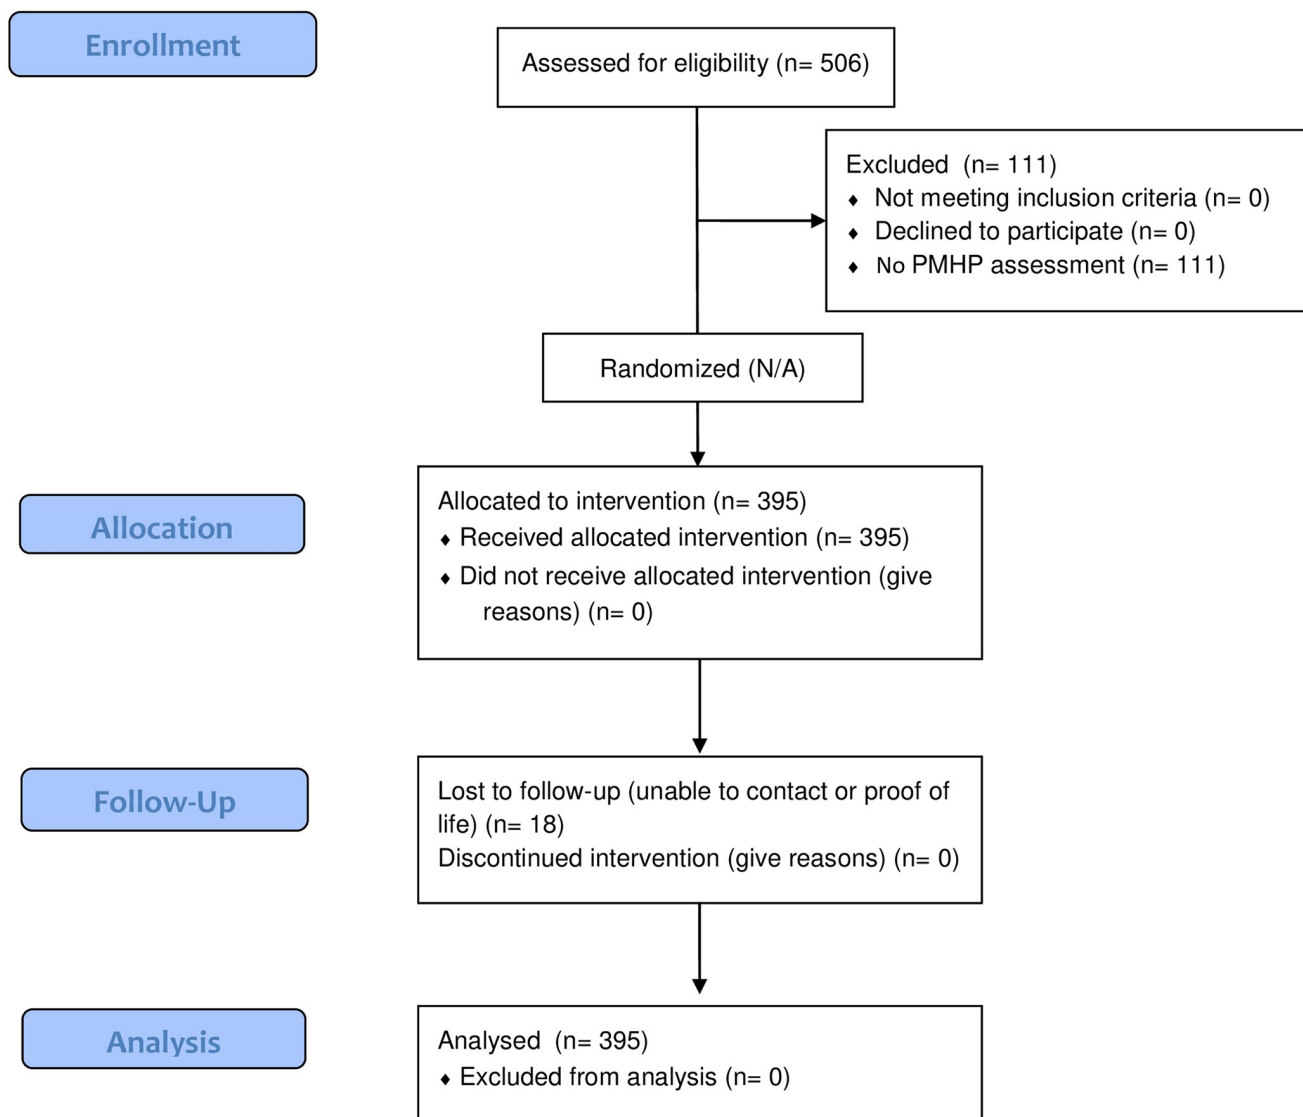 Enrollment
Assessed for eligibility (n= 506)
Excluded (n= 111)
♦ Not meeting inclusion criteria (n= 0)
♦ Declined to participate (n= 0)
♦ No PMHP assessment (n= 111)
Randomized (N/A)
Allocation
Allocated to intervention (n= 395)
♦ Received allocated intervention (n= 395)
♦ Did not receive allocated intervention (give
reasons) (n= 0)
Follow-Up
Lost to follow-up (unable to contact or proof of
life) (n= 18)
Discontinued intervention (give reasons) (n= 0)
Analysis
Analysed (n= 395)
♦ Excluded from analysis (n= 0)